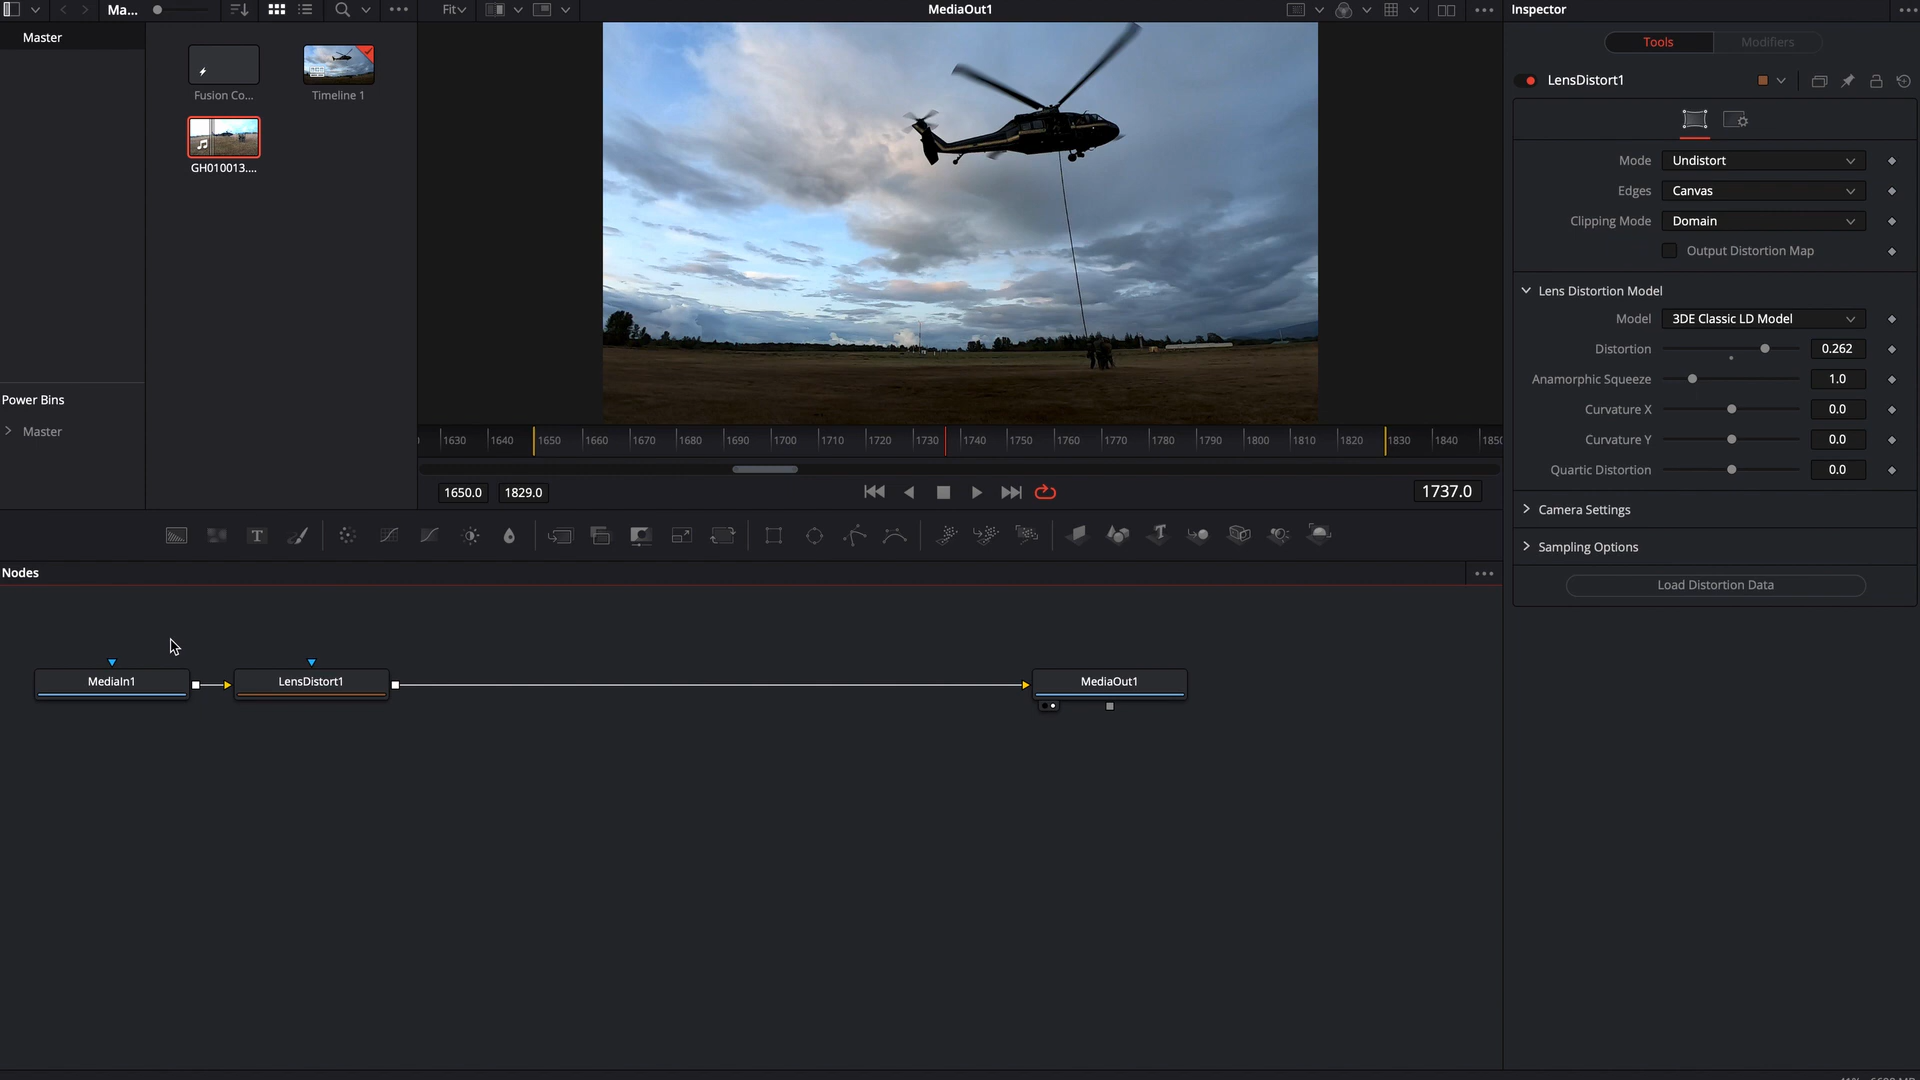 Ma...
Fit
MediaOut1
Inspector
Master
Fusion Co...
Timeline 1
GH010013....
Power Bins
Master
Tools
Modifiers
LensDistort1
Mode
Undistort
Edges
Canvas
Clipping Mode
Domain
Output Distortion Map
Lens Distortion Model
Model
3DE Classic LD Model
Distortion
0.262
Anamorphic Squeeze
1.0
Curvature X
0.0
Curvature Y
0.0
Quartic Distortion
0.0
Camera Settings
Sampling Options
Load Distortion Data
1630 1640 1650 1660 1670 1680 1690 1700 1710 1720 1730 1740 1750 1760 1770 1780 1790 1800 1810 1820 1830 1840 1850
1650.0
1829.0
1737.0
Nodes
MediaIn1
LensDistort1
MediaOut1